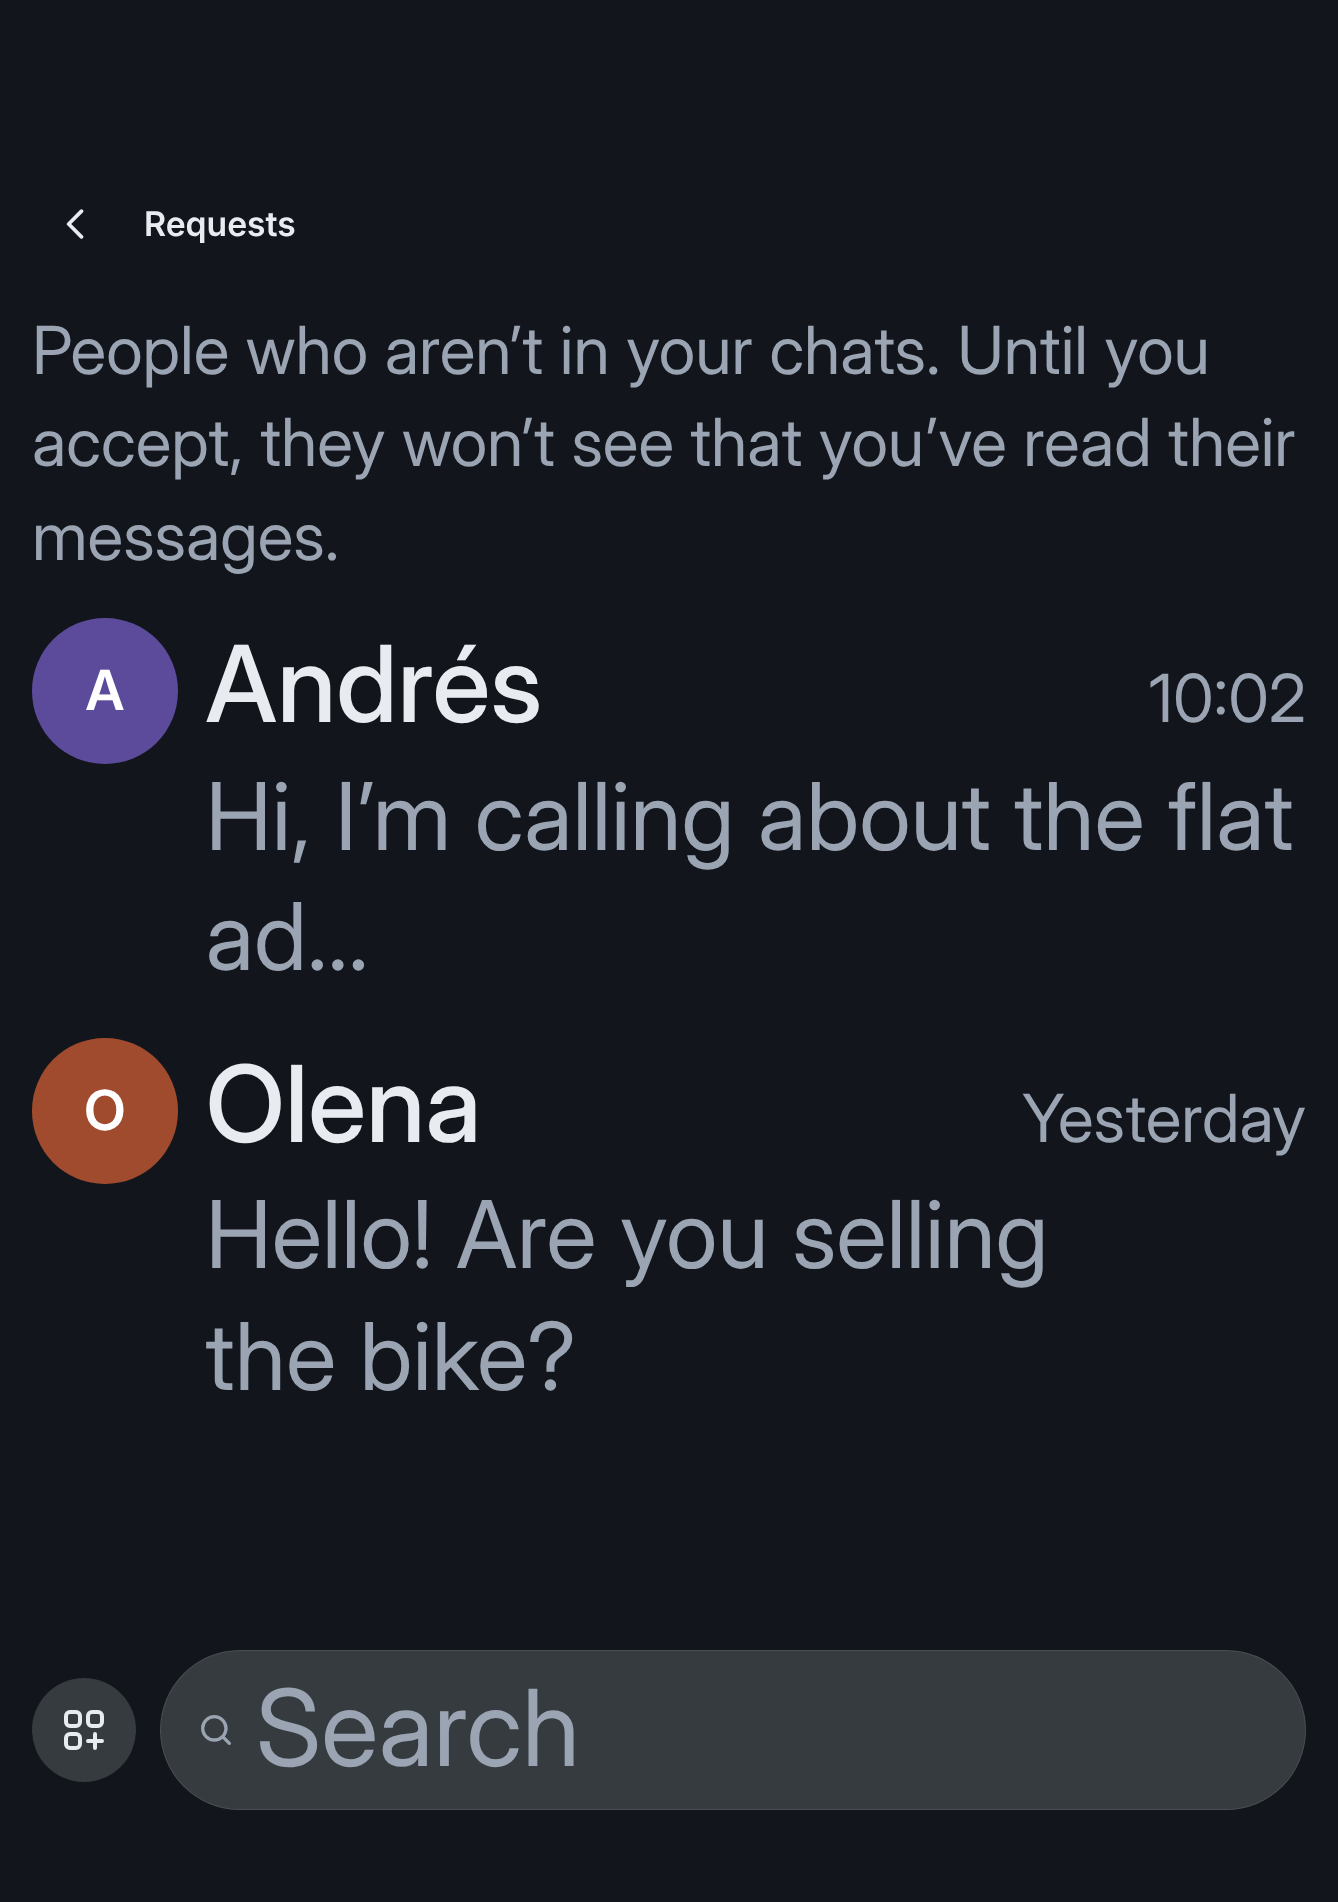 Requests
People who aren’t in your chats. Until you
accept, they won’t see that you’ve read their
messages.
A
Andrés
10:02
Hi, I’m calling about the flat
ad…
O
Olena
Yesterday
Hello! Are you selling
the bike?
Search